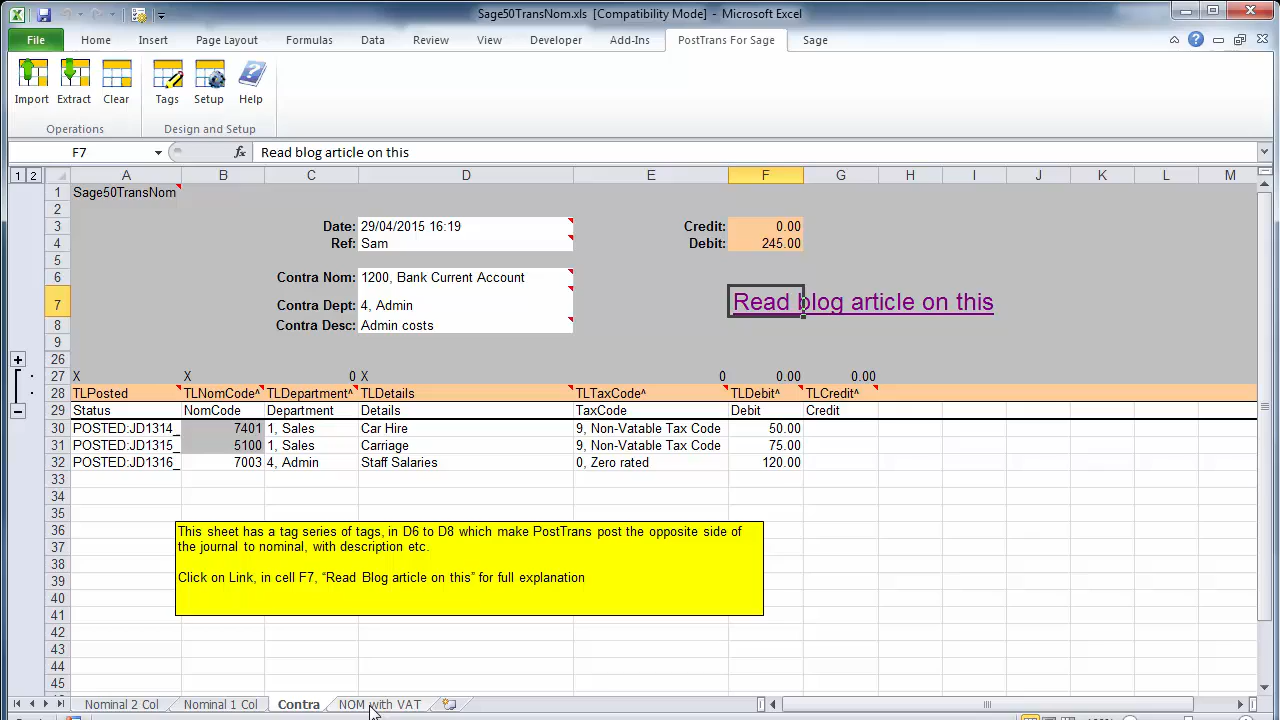 Sage50TransNom.xls [Compatibility Mode] - Microsoft Excel
File Home Insert Page Layout Formulas Data Review View Developer Add-Ins PostTrans For Sage Sage
Import Extract Clear Tags Setup Help
Operations Design and Setup
F7 fx Read blog article on this
1 2 A B C D E F G H I J K L M
1 Sage50TransNom
2
3 Date: 29/04/2015 16:19 Credit: 0.00
4 Ref: Sam Debit: 245.00
5
6 Contra Nom: 1200, Bank Current Account
7 Contra Dept: 4, Admin Read blog article on this
8 Contra Desc: Admin costs
9
26
27 X X 0 X 0 0.00 0.00
28 TLPosted TLNomCode^ TLDepartment^ TLDetails TLTaxCode^ TLDebit^ TLCredit^
29 Status NomCode Department Details TaxCode Debit Credit
30 POSTED:JD1314_ 7401 1, Sales Car Hire 9, Non-Vatable Tax Code 50.00
31 POSTED:JD1315_ 5100 1, Sales Carriage 9, Non-Vatable Tax Code 75.00
32 POSTED:JD1316_ 7003 4, Admin Staff Salaries 0, Zero rated 120.00
33
34
35
36 This sheet has a tag series of tags, in D6 to D8 which make PostTrans post the opposite side of
37 the journal to nominal, with description etc.
38
39 Click on Link, in cell F7, “Read Blog article on this” for full explanation
40
41
42
43
44
45
Nominal 2 Col Nominal 1 Col Contra NOM with VAT